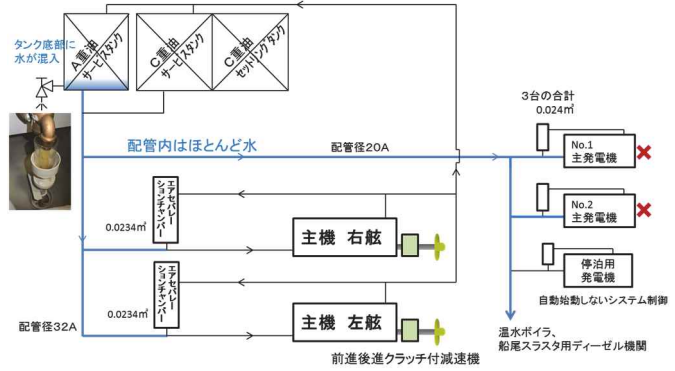 タンク底部に
水が混入
A重油
サービスタンク
C重油
サービスタンク
C重油
セットリングタンク
3台の合計
0.024㎥
配管内はほとんど水
配管径20A
No.1
主発電機
No.2
主発電機
停泊用
発電機
自動始動しないシステム制御
エアセパレー
ションチャンバー
0.0234㎥
主機 右舷
エアセパレー
ションチャンバー
0.0234㎥
主機 左舷
配管径32A
前進後進クラッチ付減速機
温水ボイラ、
船尾スラスタ用ディーゼル機関